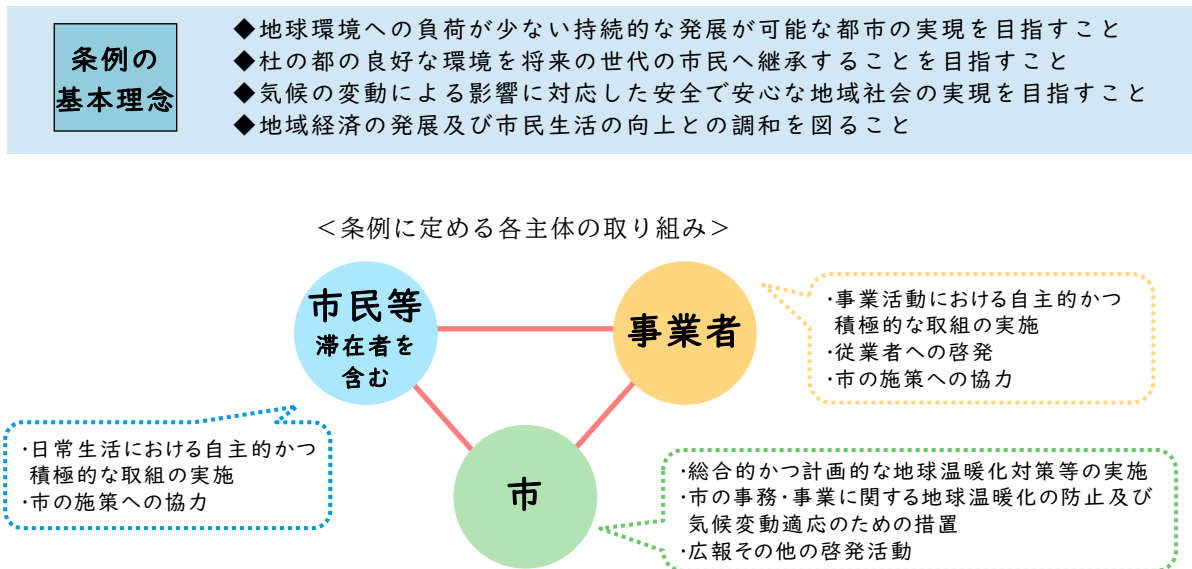 条例の
基本理念
◆地球環境への負荷が少ない持続的な発展が可能な都市の実現を目指すこと
◆杜の都の良好な環境を将来の世代の市民へ継承することを目指すこと
◆気候の変動による影響に対応した安全で安心な地域社会の実現を目指すこと
◆地域経済の発展及び市民生活の向上との調和を図ること
＜条例に定める各主体の取り組み＞
市民等
滞在者を
含む
事業者
・事業活動における自主的かつ
積極的な取組の実施
・従業者への啓発
・市の施策への協力
・日常生活における自主的かつ
積極的な取組の実施
・市の施策への協力
市
・総合的かつ計画的な地球温暖化対策等の実施
・市の事務・事業に関する地球温暖化の防止及び
気候変動適応のための措置
・広報その他の啓発活動